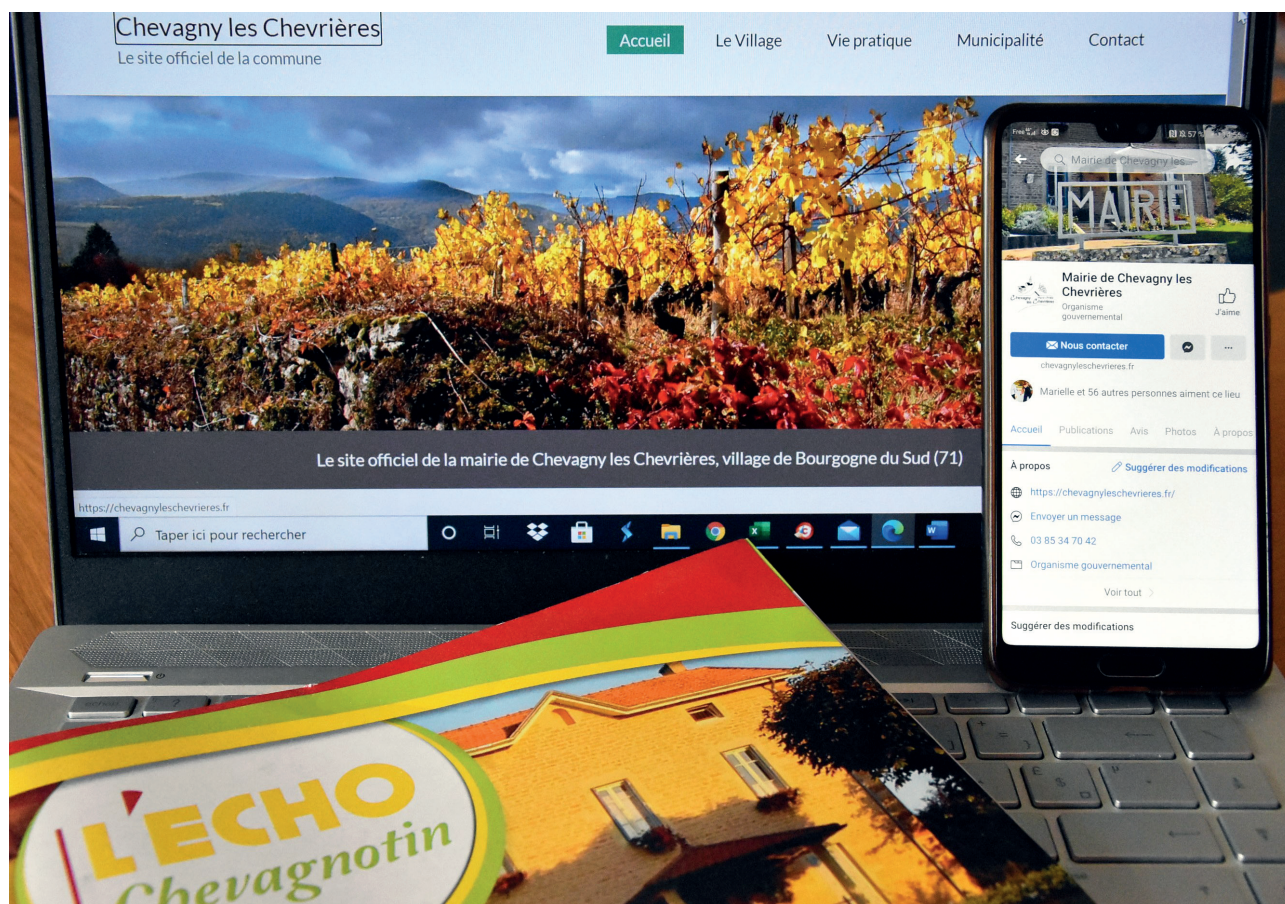 Chevagny les Chevrières
Le site officiel de la commune
Accueil Le Village Vie pratique Municipalité Contact
Le site officiel de la mairie de Chevagny les Chevrières, village de Bourgogne du Sud (71)
https://chevagnyleschevrieres.fr
Taper ici pour rechercher
Free 57 %
Mairie de Chevagny les
MAIRIE
Mairie de Chevagny les
Chevrières
Organisme
gouvernemental
J'aime
Nous contacter
chevagnyleschevrieres.fr
Marielle et 56 autres personnes aiment ce lieu
Accueil Publications Avis Photos À propos
À propos Suggérer des modifications
https://chevagnyleschevrieres.fr/
Envoyer un message
03 85 34 70 42
Organisme gouvernemental
Voir tout
Suggérer des modifications
L'ECHO
Chevagnotin